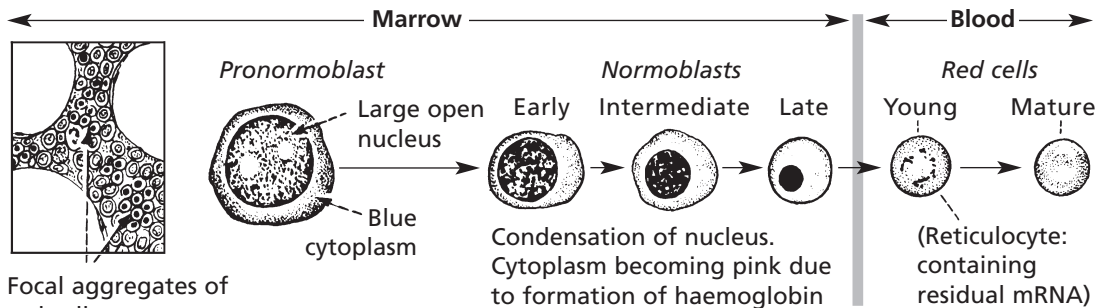 Marrow
Blood
Pronormoblast
Normoblasts
Red cells
Large open
nucleus
Early
Intermediate
Late
Young
Mature
Blue
cytoplasm
Condensation of nucleus.
Cytoplasm becoming pink due
to formation of haemoglobin
(Reticulocyte:
containing
residual mRNA)
Focal aggregates of